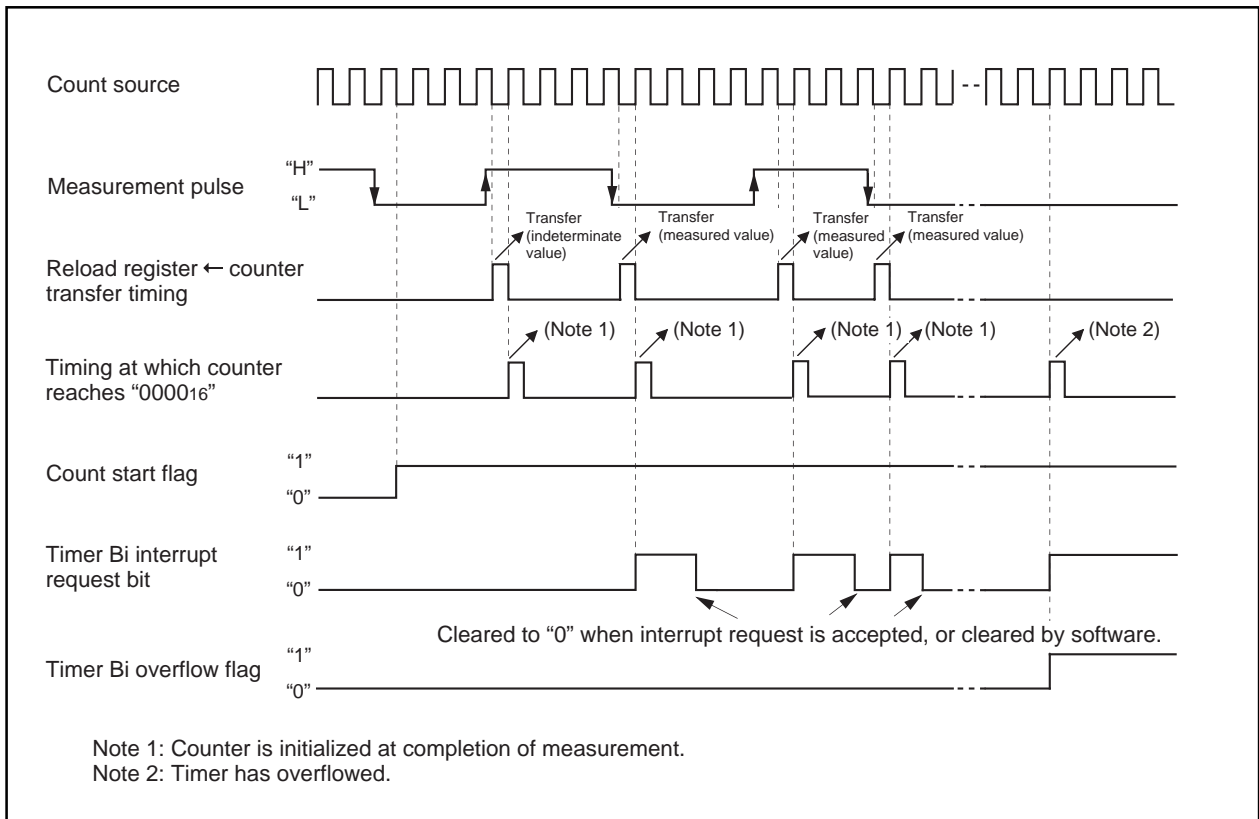 Count source
Measurement pulse
“H”
“L”
Transfer
(indeterminate
value)
Transfer
(measured value)
Transfer
(measured
value)
Transfer
(measured value)
Reload register ← counter
transfer timing
Timing at which counter
reaches “000016”
(Note 1)
(Note 1)
(Note 1)
(Note 1)
(Note 2)
Count start flag
“1”
“0”
Timer Bi interrupt
request bit
“1”
“0”
Cleared to “0” when interrupt request is accepted, or cleared by software.
Timer Bi overflow flag
“1”
“0”
Note 1: Counter is initialized at completion of measurement.
Note 2: Timer has overflowed.